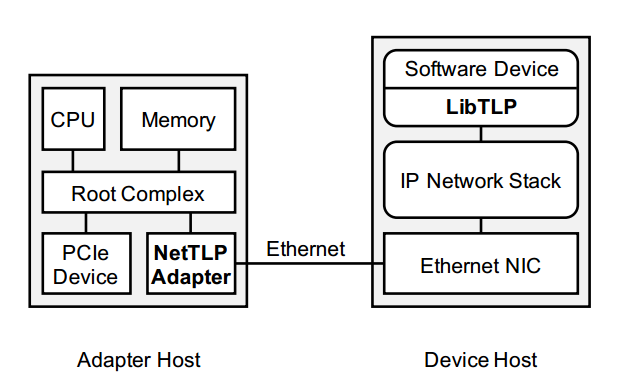 CPU
Memory
Root Complex
PCIe
Device
NetTLP
Adapter
Adapter Host
Ethernet
Software Device
LibTLP
IP Network Stack
Ethernet NIC
Device Host